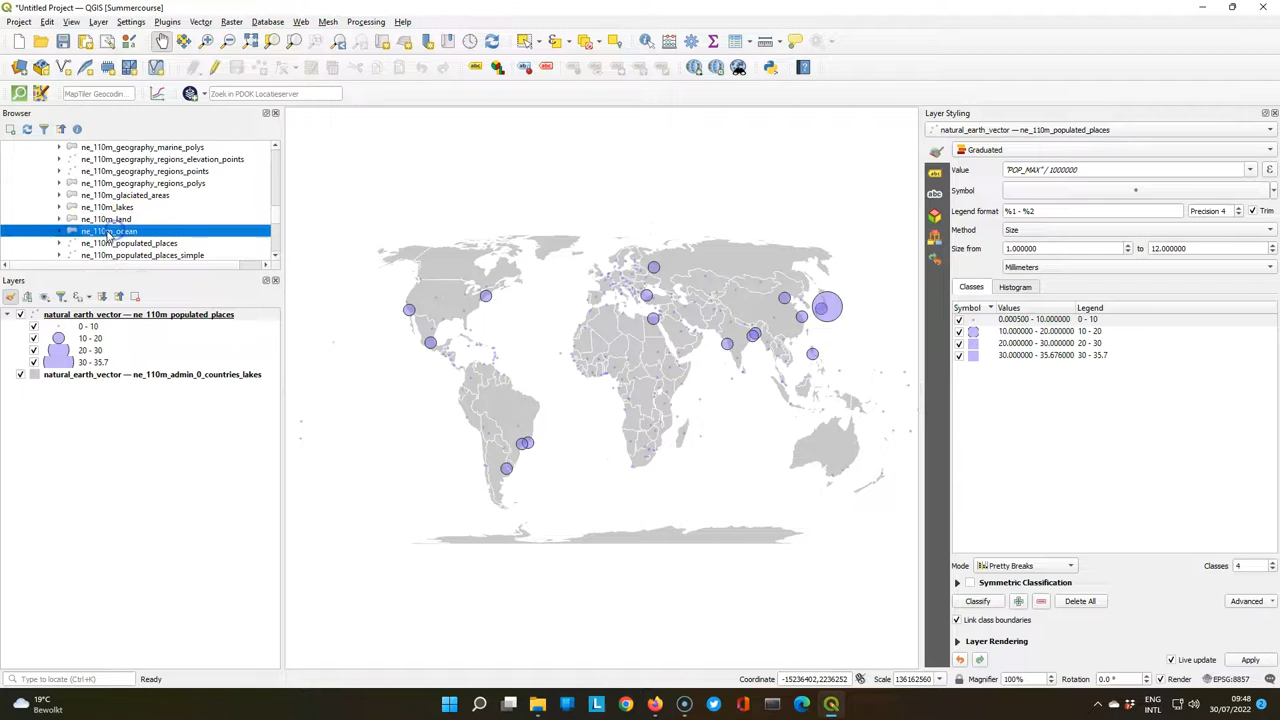 *Untitled Project — QGIS [Summercourse]
Project Edit View Layer Settings Plugins Vector Raster Database Web Mesh Processing Help
MapTiler Geocodin... Zoek in PDOK Locatieserver
Browser
ne_110m_geography_marine_polys
ne_110m_geography_regions_elevation_points
ne_110m_geography_regions_points
ne_110m_geography_regions_polys
ne_110m_glaciated_areas
ne_110m_lakes
ne_110m_land
ne_110m_ocean
ne_110m_populated_places
ne_110m_populated_places_simple
Layers
natural_earth_vector — ne_110m_populated_places
0 - 10
10 - 20
20 - 30
30 - 35.7
natural_earth_vector — ne_110m_admin_0_countries_lakes
Layer Styling
natural_earth_vector — ne_110m_populated_places
Graduated
Value "POP_MAX" / 1000000
Symbol
Legend format %1 - %2 Precision 4 Trim
Method Size
Size from 1.000000 to 12.000000
Millimeters
Classes Histogram
Symbol Values Legend
0.000500 - 10.000000 0 - 10
10.000000 - 20.000000 10 - 20
20.000000 - 30.000000 20 - 30
30.000000 - 35.676000 30 - 35.7
Mode Pretty Breaks Classes 4
Symmetric Classification
Classify Delete All Advanced
Link class boundaries
Layer Rendering
Live update Apply
Type to locate (Ctrl+K) Ready Coordinate -15236402,2236252 Scale 136162560 Magnifier 100% Rotation 0.0 ° Render EPSG:8857
19°C
Bewolkt
ENG
INTL
09:48
30/07/2022